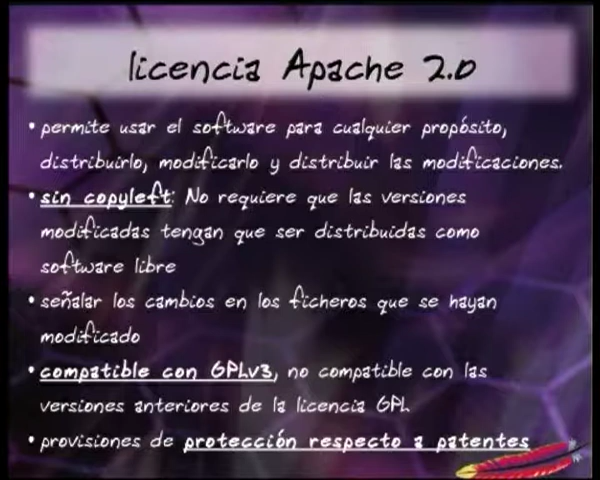 licencia Apache 2.0
• permite usar el software para cualquier propósito,
distribuirlo, modificarlo y distribuir las modificaciones.
• sin copyleft: No requiere que las versiones
modificadas tengan que ser distribuidas como
software libre
• señalar los cambios en los ficheros que se hayan
modificado
• compatible con GPLv3, no compatible con las
versiones anteriores de la licencia GPL
• provisiones de protección respecto a patentes